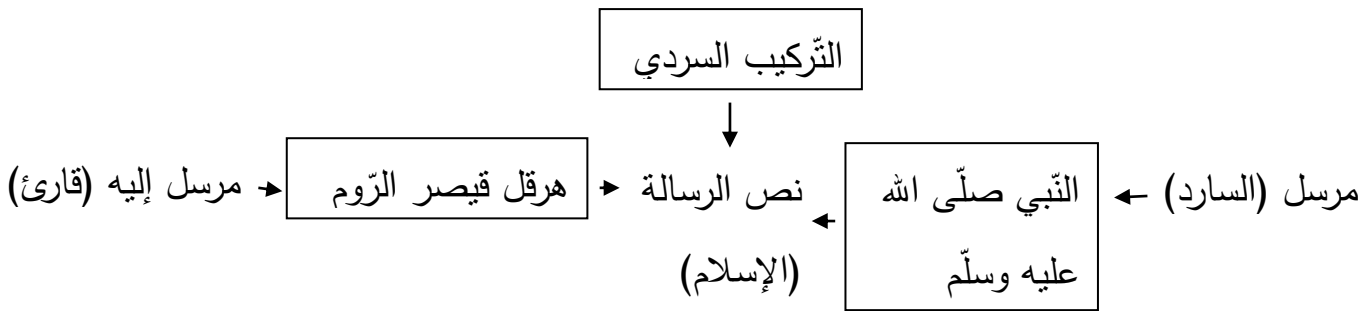 التّركيب السردي
مرسل (السارد)
النّبي صلّى الله
عليه وسلّم
نص الرسالة
(الإسلام)
هرقل قيصر الرّوم
مرسل إليه (قارئ)